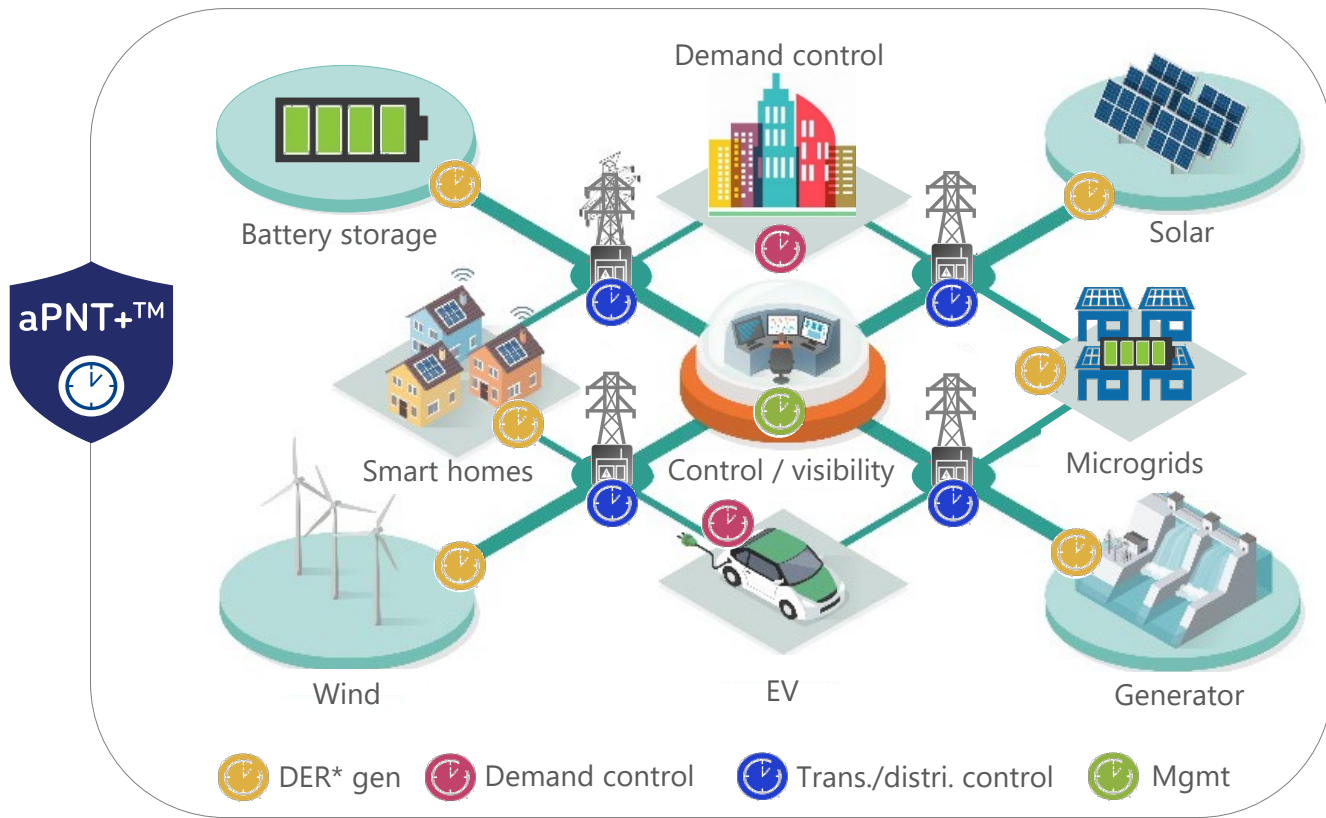 Demand control
Battery storage
Solar
aPNT+™
Smart homes
Control / visibility
Microgrids
Wind
EV
Generator
DER* gen
Demand control
Trans./distri. control
Mgmt